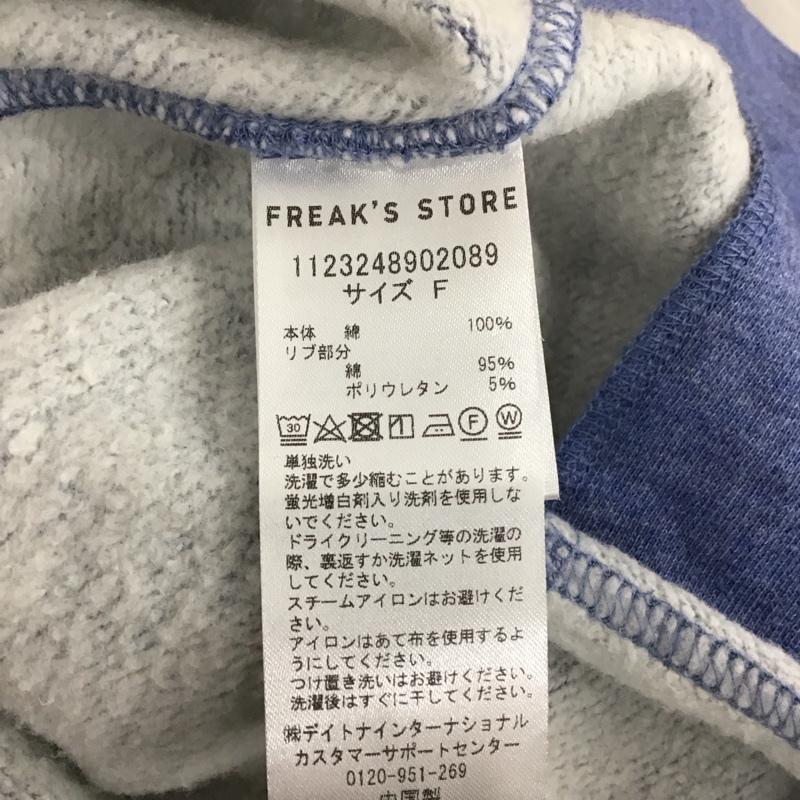 FREAK'S STORE
1123248902089
サイズ F
本体 綿 100%
リブ部分
綿 95%
ポリウレタン 5%
30 F W
単独洗い
洗濯で多少縮むことがあります。
蛍光増白剤入り洗剤を使用しな
いでください。
ドライクリーニング等の洗濯の
際、裏返すか洗濯ネットを使用
してください。
スチームアイロンはお避けくだ
さい。
アイロンはあて布を使用するよ
うにしてください。
つけ置き洗いはお避けください。
洗濯後はすぐに干してください。
㈱デイトナインターナショナル
カスタマーサポートセンター
0120-951-269
中国製